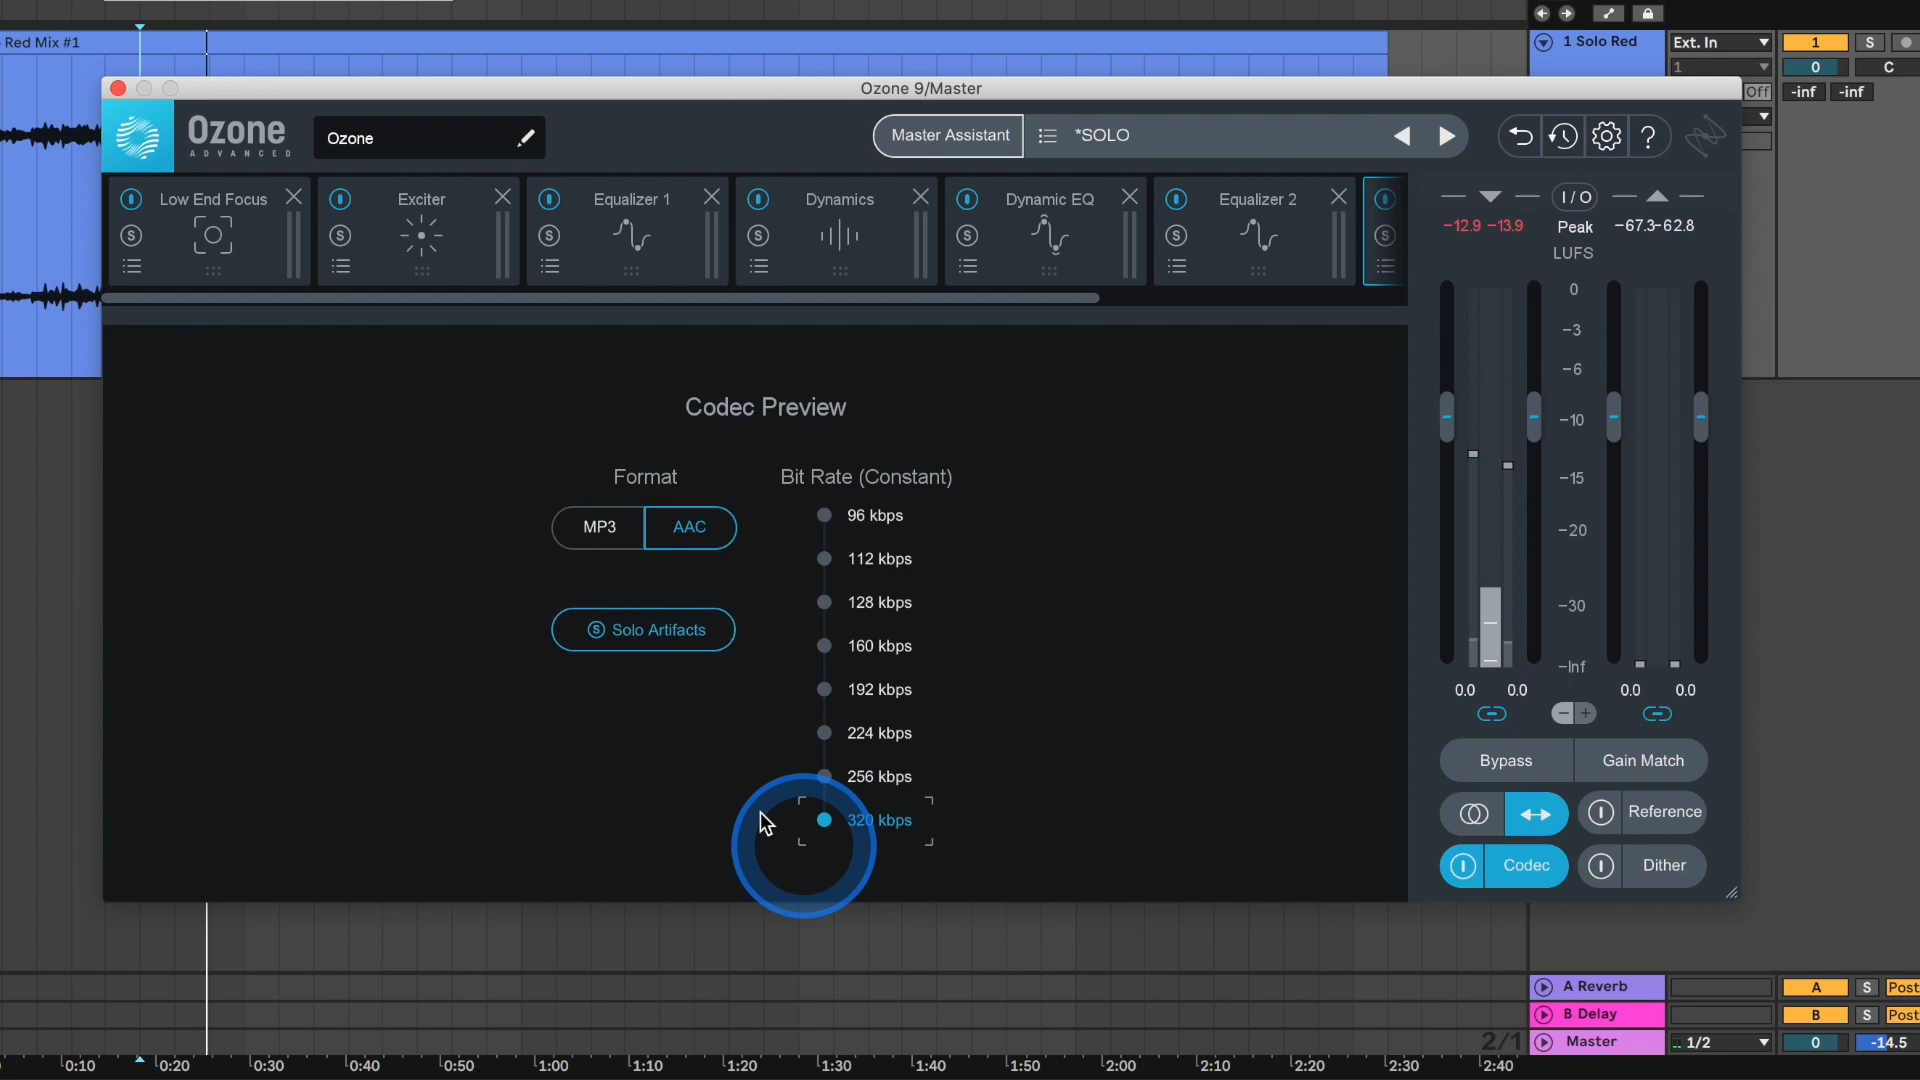 Red Mix #1
1 Solo Red
Ext. In
1
S
1
0
C
Off
-inf
-inf
Ozone 9/Master
Ozone
ADVANCED
Ozone
Master Assistant
*SOLO
?
Low End Focus
Exciter
Equalizer 1
Dynamics
Dynamic EQ
Equalizer 2
S
S
S
S
S
S
S
I / O
-12.9 -13.9
Peak
-67.3-62.8
LUFS
0
-3
-6
-10
-15
-20
-30
-Inf
0.0
0.0
0.0
0.0
Codec Preview
Format
Bit Rate (Constant)
MP3
AAC
S Solo Artifacts
96 kbps
112 kbps
128 kbps
160 kbps
192 kbps
224 kbps
256 kbps
320 kbps
Bypass
Gain Match
Reference
Codec
Dither
A Reverb
A
S
Post
B Delay
B
S
Post
2/1
Master
1/2
0
-14.5
0:10
0:20
0:30
0:40
0:50
1:00
1:10
1:20
1:30
1:40
1:50
2:00
2:10
2:20
2:30
2:40